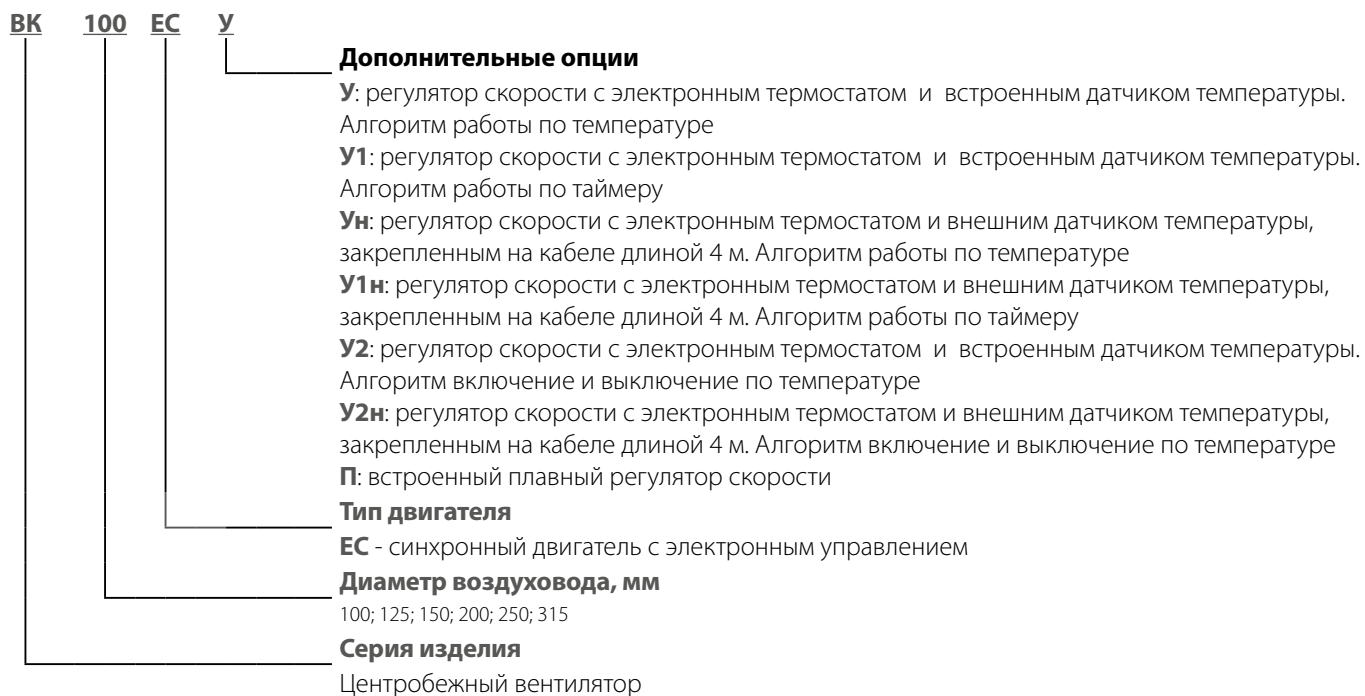 ВК 100 ЕС У
Дополнительные опции
У: регулятор скорости с электронным термостатом и встроенным датчиком температуры.
Алгоритм работы по температуре
У1: регулятор скорости с электронным термостатом и встроенным датчиком температуры.
Алгоритм работы по таймеру
Ун: регулятор скорости с электронным термостатом и внешним датчиком температуры,
закрепленным на кабеле длиной 4 м. Алгоритм работы по температуре
У1н: регулятор скорости с электронным термостатом и внешним датчиком температуры,
закрепленным на кабеле длиной 4 м. Алгоритм работы по таймеру
У2: регулятор скорости с электронным термостатом и встроенным датчиком температуры.
Алгоритм включение и выключение по температуре
У2н: регулятор скорости с электронным термостатом и внешним датчиком температуры,
закрепленным на кабеле длиной 4 м. Алгоритм включение и выключение по температуре
П: встроенный плавный регулятор скорости
Тип двигателя
ЕС - синхронный двигатель с электронным управлением
Диаметр воздуховода, мм
100; 125; 150; 200; 250; 315
Серия изделия
Центробежный вентилятор